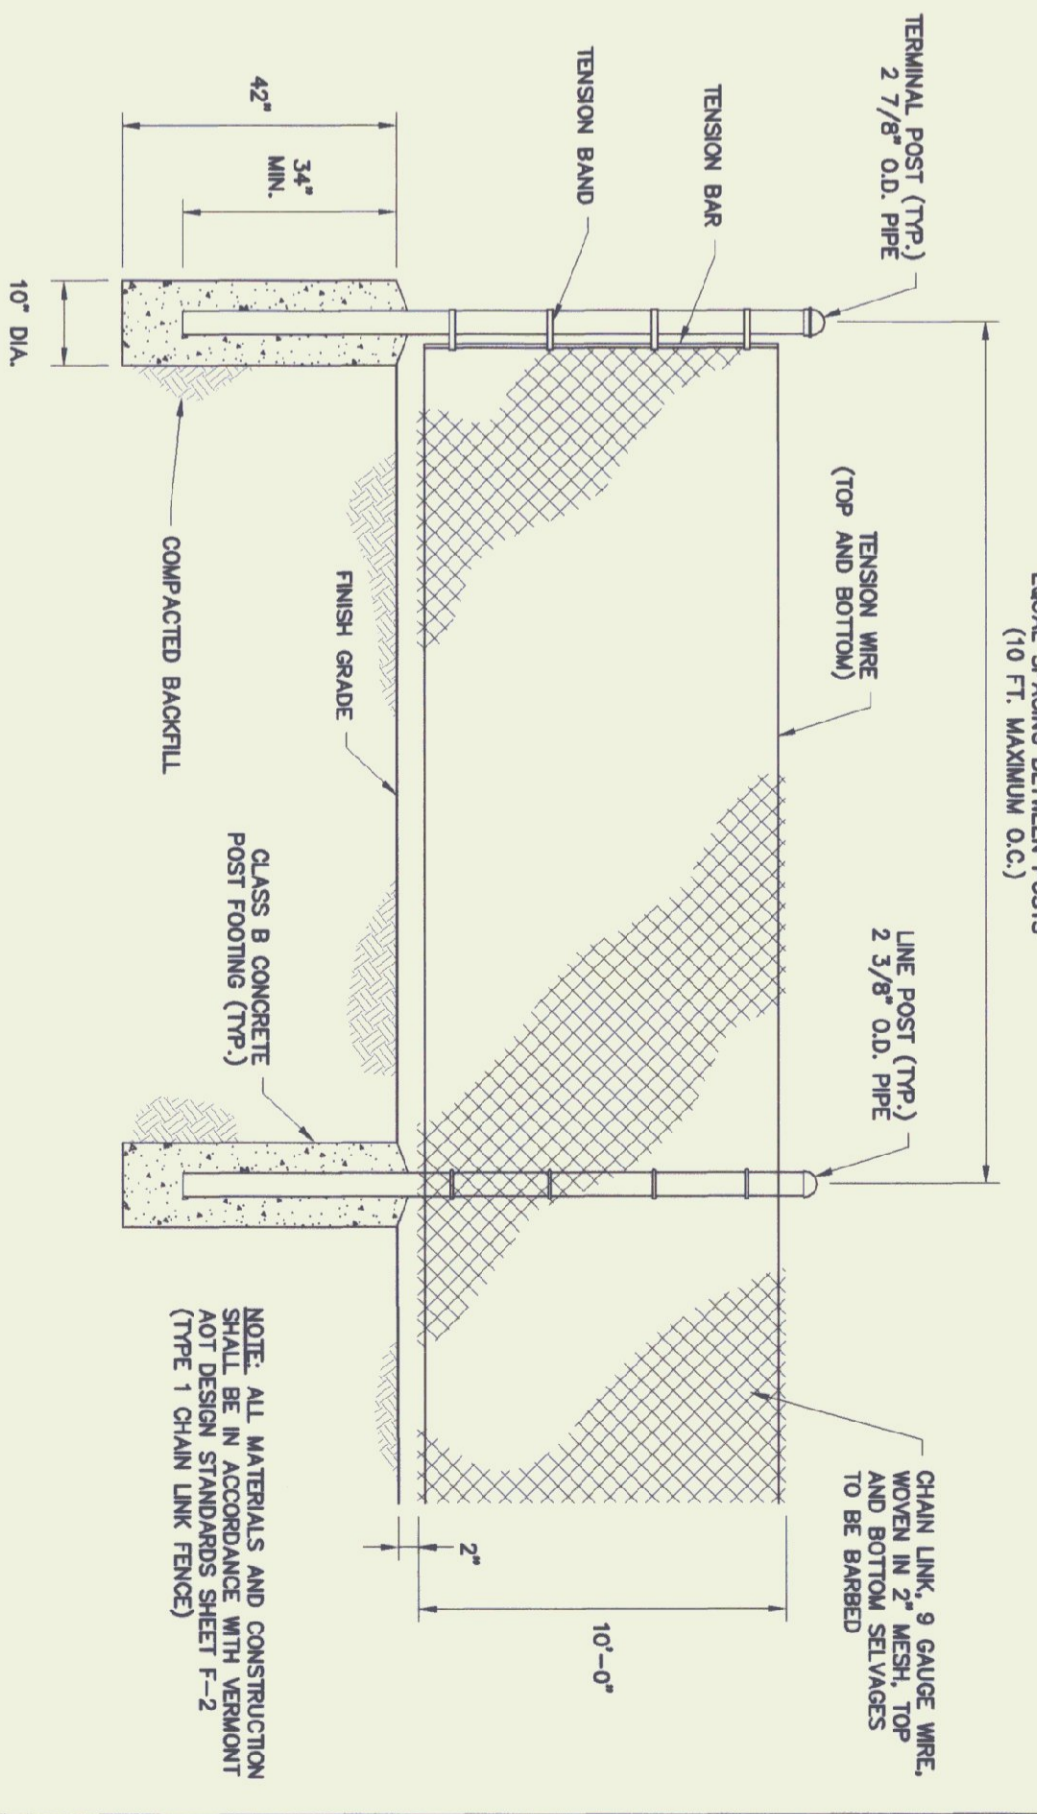 (10 FT. MAXIMUM O.C.)
TERMINAL POST (TYP.)
2 7/8" O.D. PIPE
TENSION BAR
TENSION BAND
TENSION WIRE
(TOP AND BOTTOM)
LINE POST (TYP.)
2 3/8" O.D. PIPE
CHAIN LINK, 9 GAUGE WIRE,
WOVEN IN 2" MESH, TOP
AND BOTTOM SELVAGES
TO BE BARBED
10'-0"
2"
42"
34"
MIN.
10" DIA.
FINISH GRADE
COMPACTED BACKFILL
CLASS B CONCRETE
POST FOOTING (TYP.)
NOTE: ALL MATERIALS AND CONSTRUCTION
SHALL BE IN ACCORDANCE WITH VERMONT
AOT DESIGN STANDARDS SHEET F-2
(TYPE 1 CHAIN LINK FENCE)